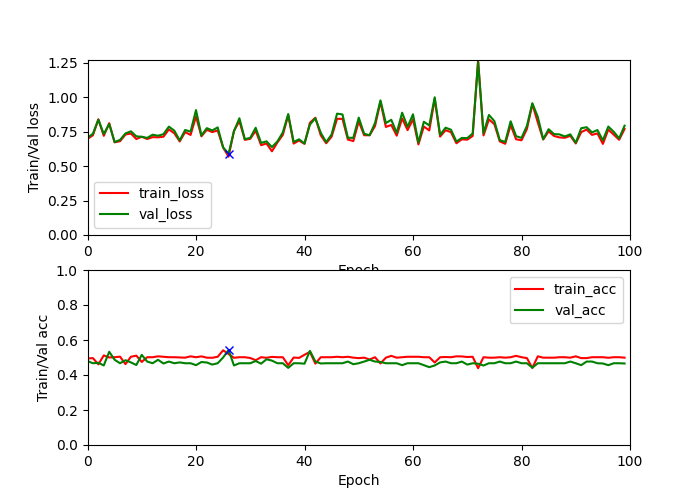 Train/Val loss
1.25
1.00
0.75
0.50
0.25
0.00
train_loss
val_loss
0 20 40 60 80 100
Epoch
Train/Val acc
1.0
0.8
0.6
0.4
0.2
0.0
train_acc
val_acc
0 20 40 60 80 100
Epoch